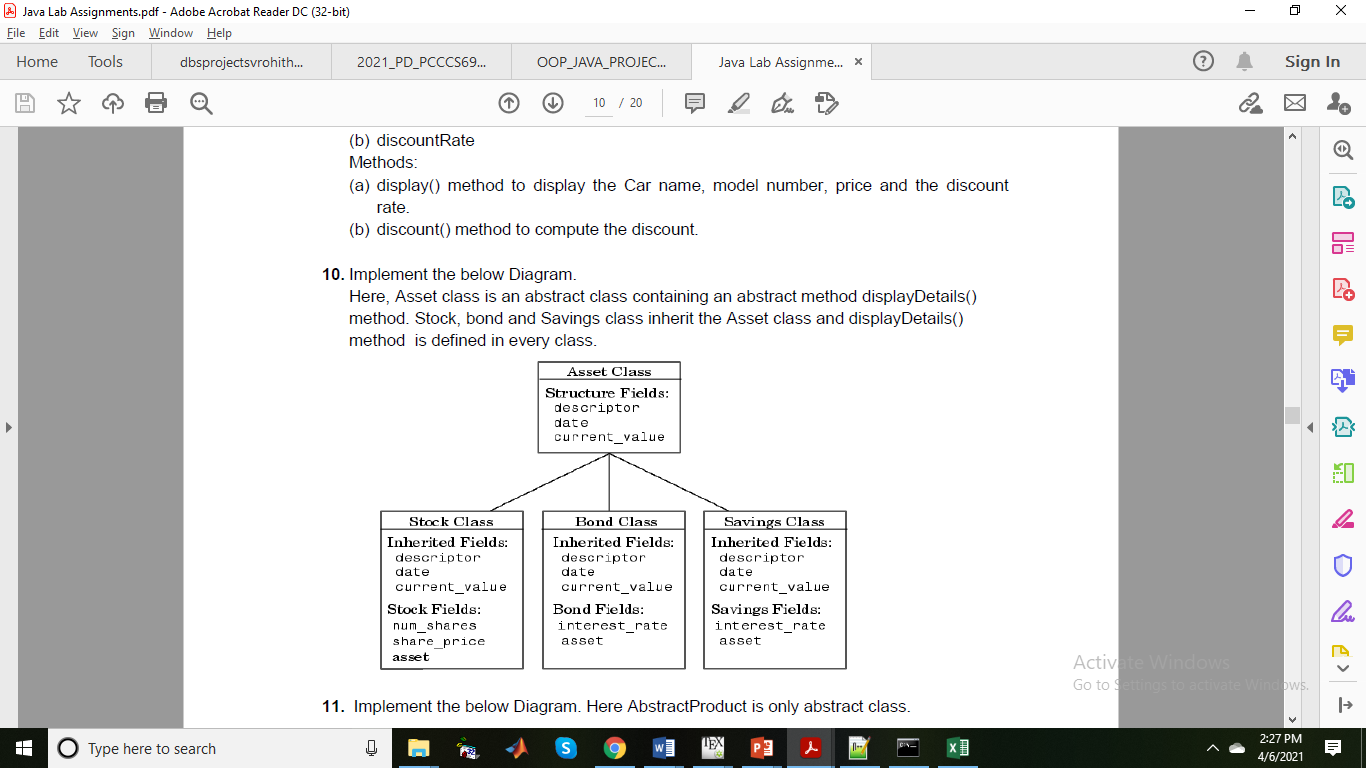 Java Lab Assignments.pdf - Adobe Acrobat Reader DC (32-bit)
File Edit View Sign Window Help
Home Tools dbsprojectsvrohith... 2021_PD_PCCCS69... OOP_JAVA_PROJEC... Java Lab Assignme... × Sign In
10 / 20
(b) discountRate
Methods:
(a) display() method to display the Car name, model number, price and the discount
rate.
(b) discount() method to compute the discount.
10. Implement the below Diagram.
Here, Asset class is an abstract class containing an abstract method displayDetails()
method. Stock, bond and Savings class inherit the Asset class and displayDetails()
method is defined in every class.
Asset Class
Structure Fields:
descriptor
date
current_value
Stock Class
Inherited Fields:
descriptor
date
current_value
Stock Fields:
num_shares
share_price
asset
Bond Class
Inherited Fields:
descriptor
date
current_value
Bond Fields:
interest_rate
asset
Savings Class
Inherited Fields:
descriptor
date
current_value
Savings Fields:
interest_rate
asset
11. Implement the below Diagram. Here AbstractProduct is only abstract class.
Activate Windows
Go to Settings to activate Windows.
Type here to search
2:27 PM
4/6/2021